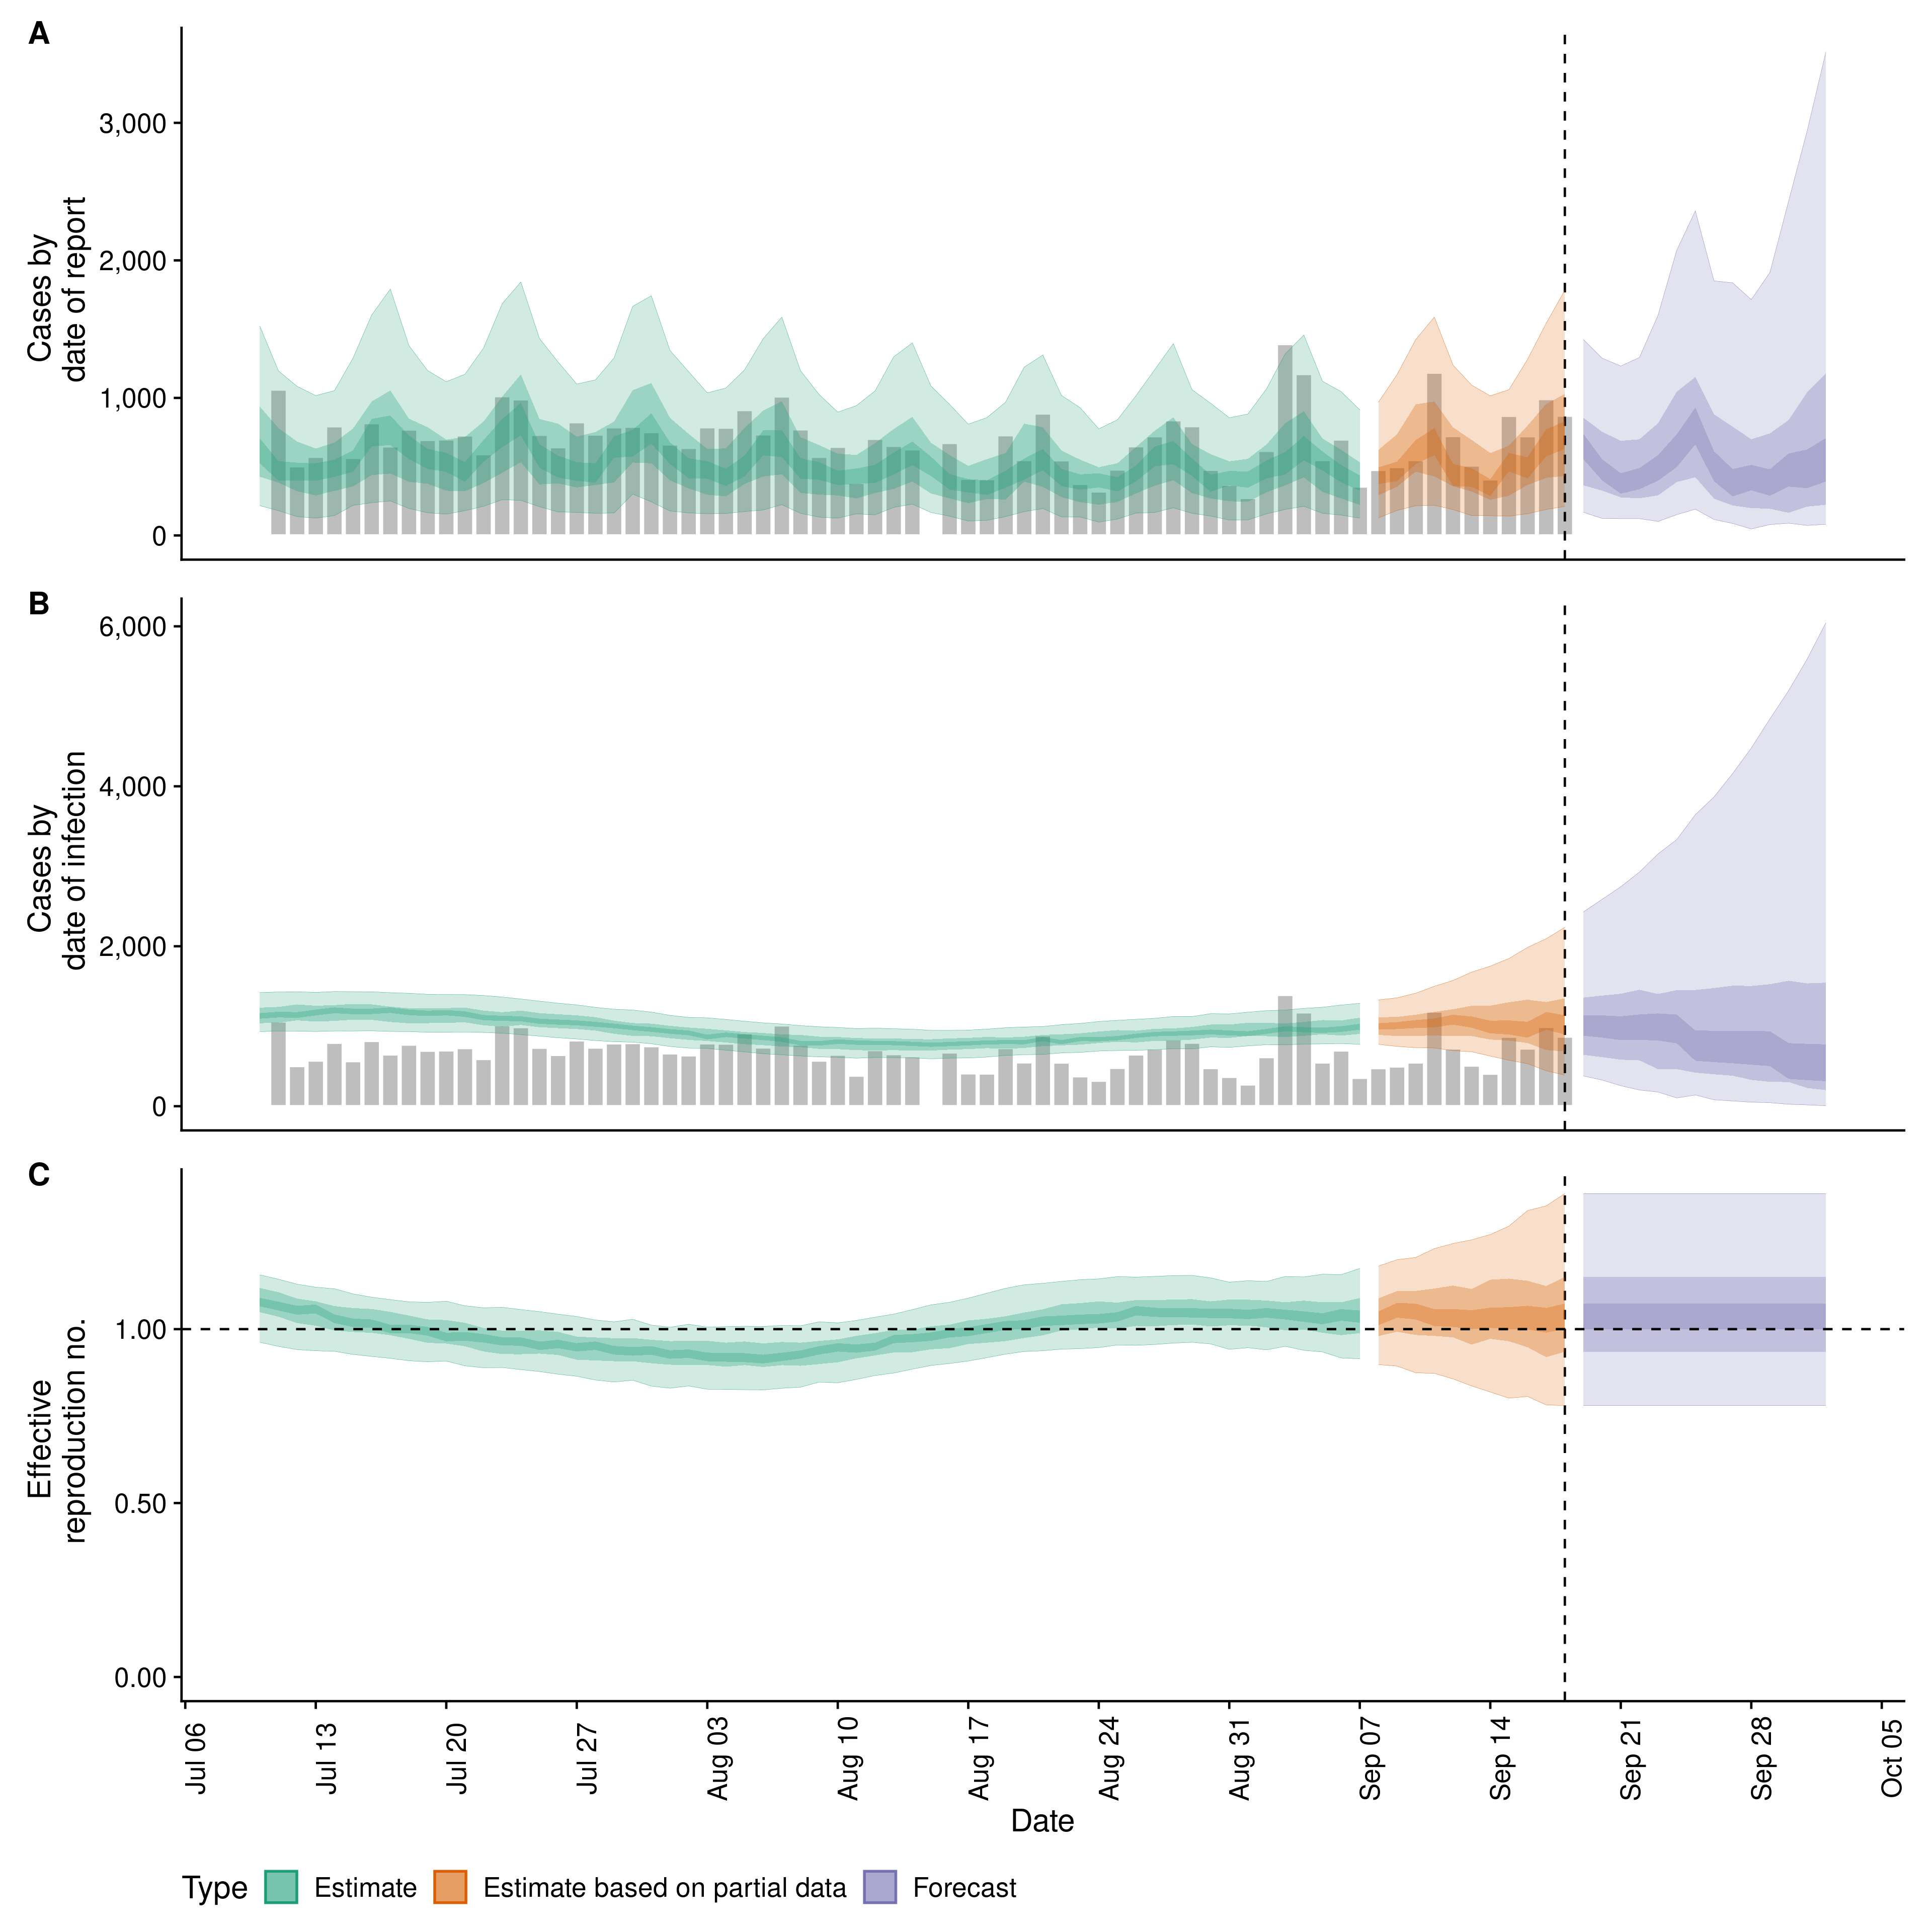 A
Cases by
date of report
3,000
2,000
1,000
0
B
Cases by
date of infection
6,000
4,000
2,000
0
C
Effective
reproduction no.
1.00
0.50
0.00
Jul 06
Jul 13
Jul 20
Jul 27
Aug 03
Aug 10
Aug 17
Aug 24
Aug 31
Sep 07
Sep 14
Sep 21
Sep 28
Oct 05
Date
Type Estimate Estimate based on partial data Forecast